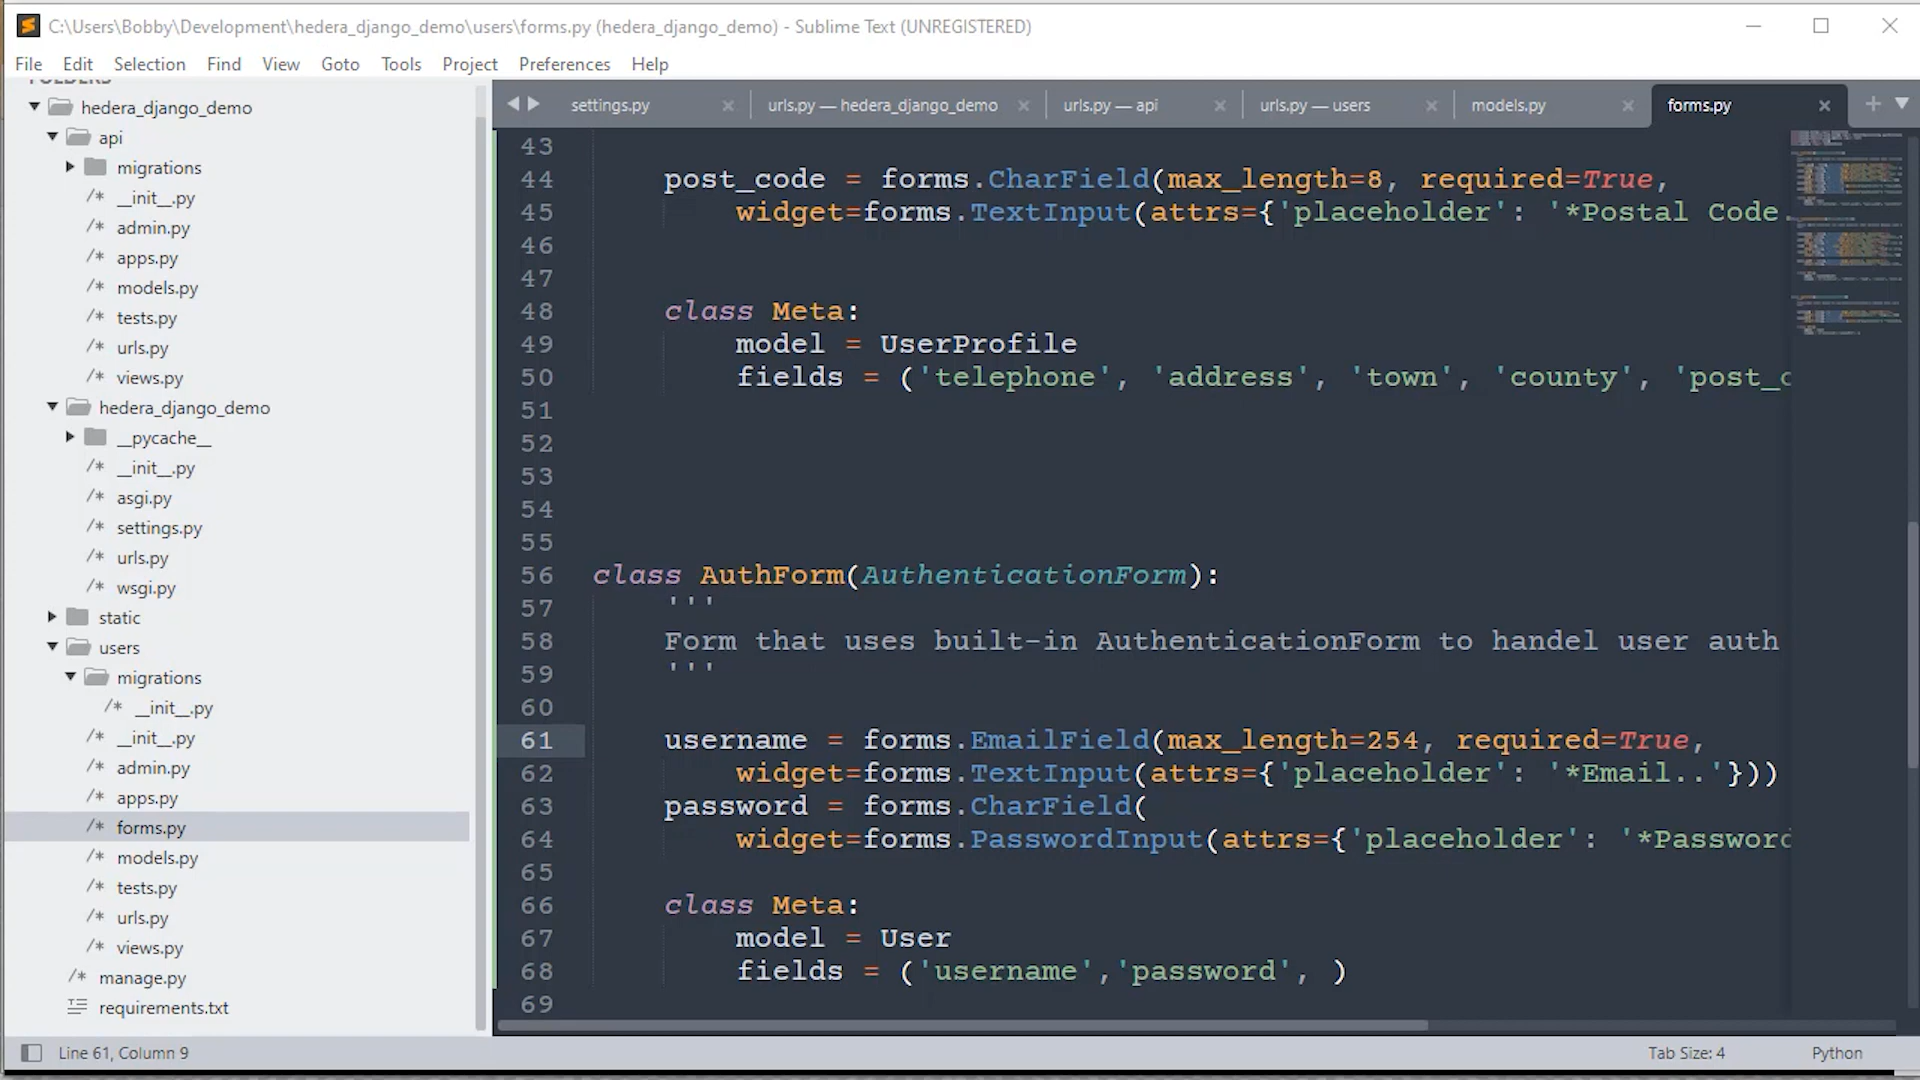 C:\Users\Bobby\Development\hedera_django_demo\users\forms.py (hedera_django_demo) - Sublime Text (UNREGISTERED)
File Edit Selection Find View Goto Tools Project Preferences Help
FOLDERS
hedera_django_demo
api
migrations
/* __init__.py
/* admin.py
/* apps.py
/* models.py
/* tests.py
/* urls.py
/* views.py
hedera_django_demo
__pycache__
/* __init__.py
/* asgi.py
/* settings.py
/* urls.py
/* wsgi.py
static
users
migrations
/* __init__.py
/* __init__.py
/* admin.py
/* apps.py
/* forms.py
/* models.py
/* tests.py
/* urls.py
/* views.py
/* manage.py
requirements.txt
settings.py urls.py — hedera_django_demo urls.py — api urls.py — users models.py forms.py
43
44 post_code = forms.CharField(max_length=8, required=True,
45 widget=forms.TextInput(attrs={'placeholder': '*Postal Code.
46
47
48 class Meta:
49 model = UserProfile
50 fields = ('telephone', 'address', 'town', 'county', 'post_c
51
52
53
54
55
56 class AuthForm(AuthenticationForm):
57 '''
58 Form that uses built-in AuthenticationForm to handel user auth
59 '''
60
61 username = forms.EmailField(max_length=254, required=True,
62 widget=forms.TextInput(attrs={'placeholder': '*Email..'}))
63 password = forms.CharField(
64 widget=forms.PasswordInput(attrs={'placeholder': '*Password
65
66 class Meta:
67 model = User
68 fields = ('username','password', )
69
Line 61, Column 9 Tab Size: 4 Python